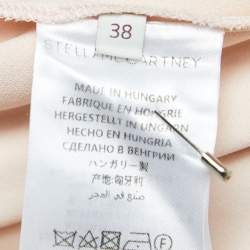 38
STELLA McCARTNEY
MADE IN HUNGARY
FABRIQUE EN HONGRIE
HERGESTELLT IN UNGARN
HECHO EN HUNGRIA
СДЕЛАНО В ВЕНГРИИ
ハンガリー製
产地:匈牙利
صنع في المجر